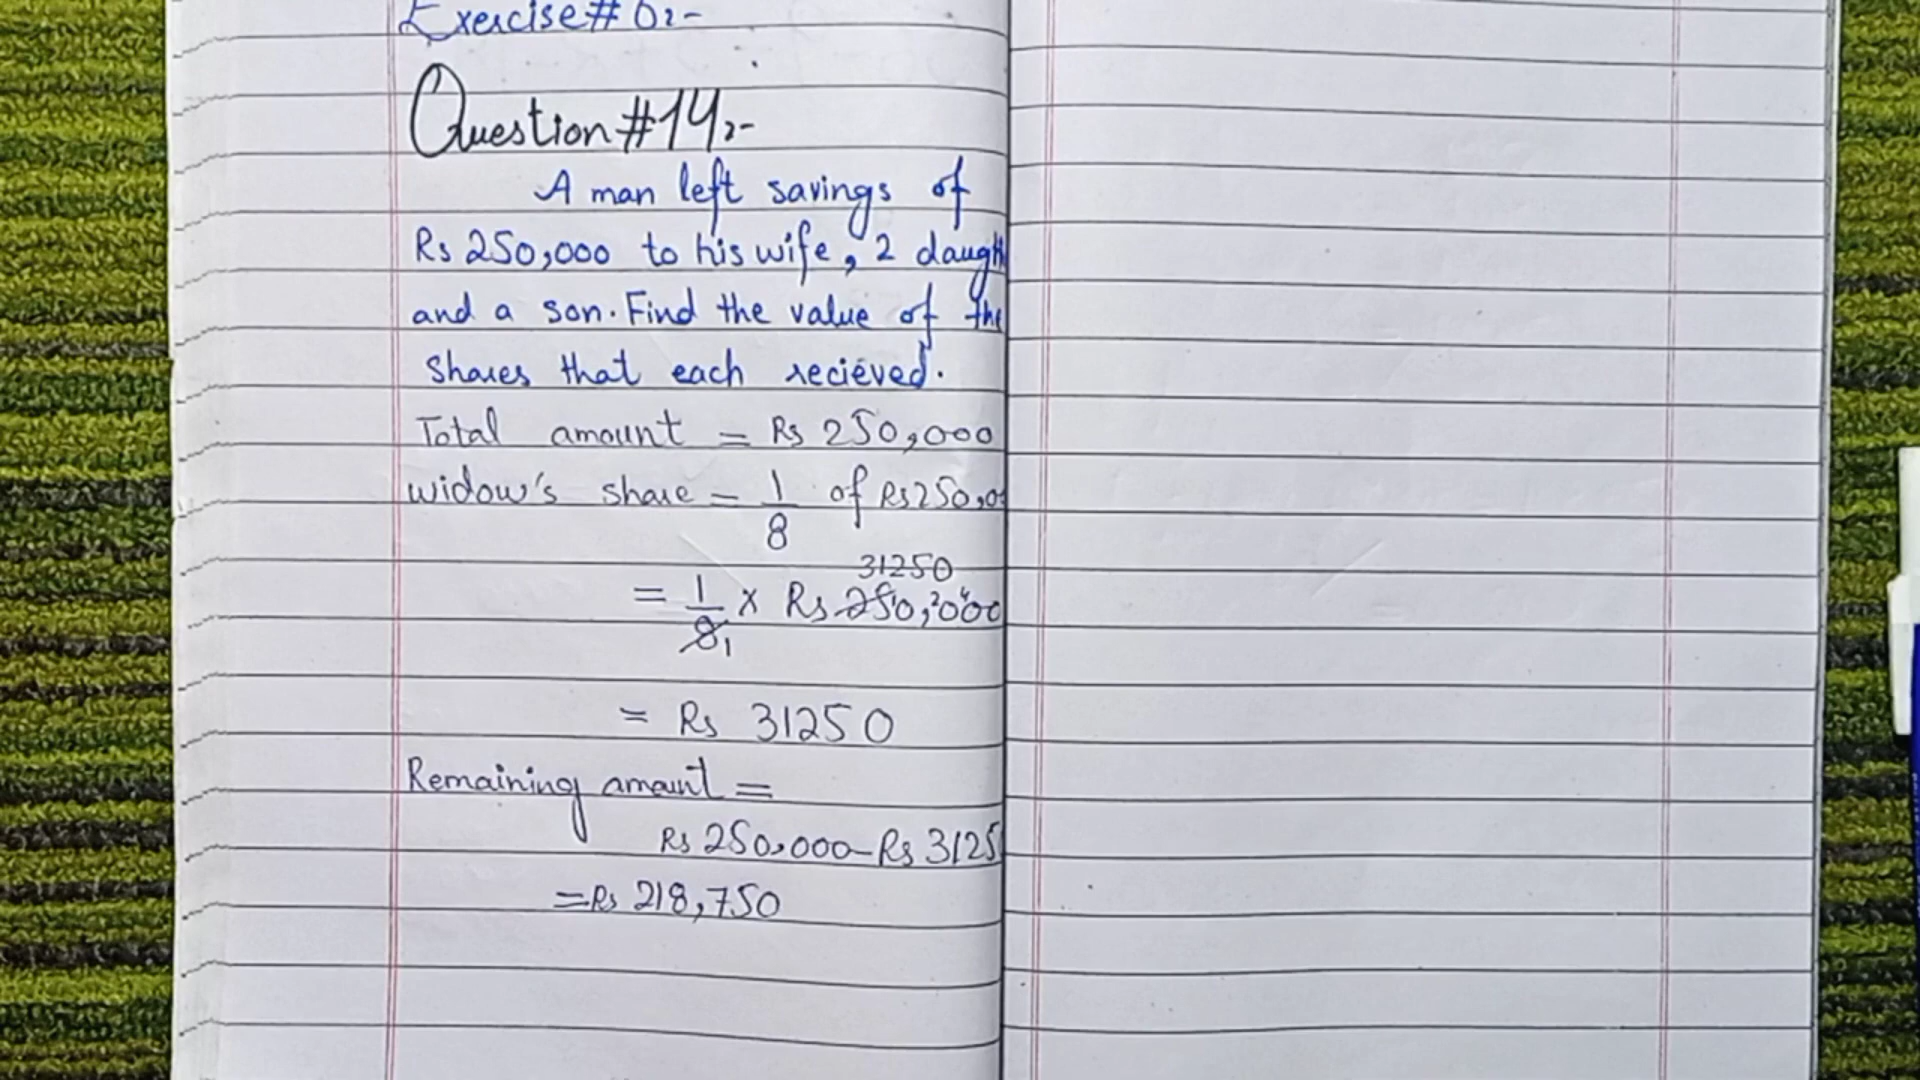 Exercise# 6:-
Question#14:-
A man left savings of
Rs 250,000 to his wife, 2 daugh
and a son. Find the value of the
shares that each recieved.
Total amount = Rs 250,000
widow's share = 1/8 of Rs 250,0
31250
= 1/8 1 × Rs 250,000
= Rs 31250
Remaining amount =
Rs 250,000 - Rs 3125
= Rs 218,750